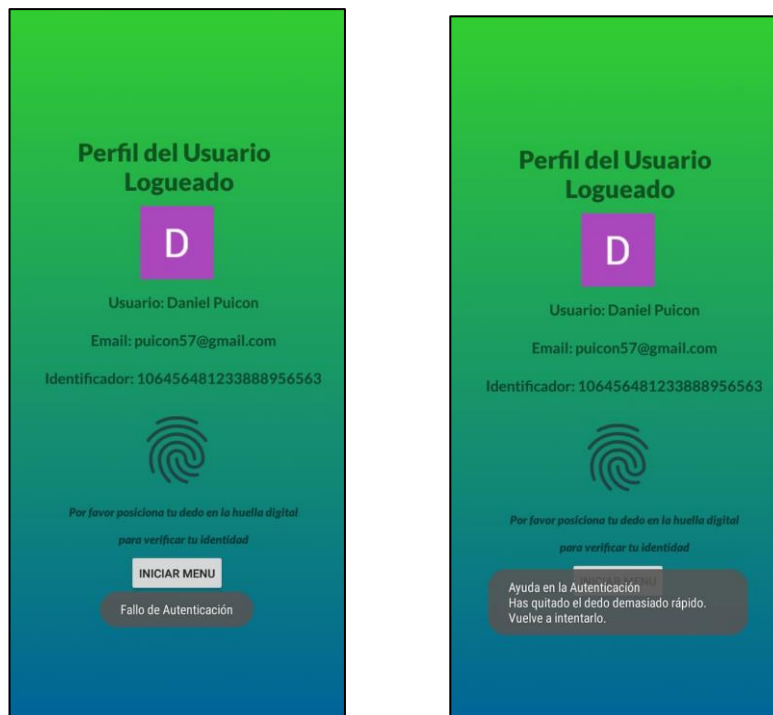 Perfil del Usuario
Logueado
D
Usuario: Daniel Puicon
Email: puicon57@gmail.com
Identificador: 106456481233888956563
Por favor posiciona tu dedo en la huella digital
para verificar tu identidad
INICIAR MENU
Fallo de Autenticación
Perfil del Usuario
Logueado
D
Usuario: Daniel Puicon
Email: puicon57@gmail.com
Identificador: 106456481233888956563
Por favor posiciona tu dedo en la huella digital
para verificar tu identidad
INICIAR MENU
Ayuda en la Autenticación
Has quitado el dedo demasiado rápido.
Vuelve a intentarlo.